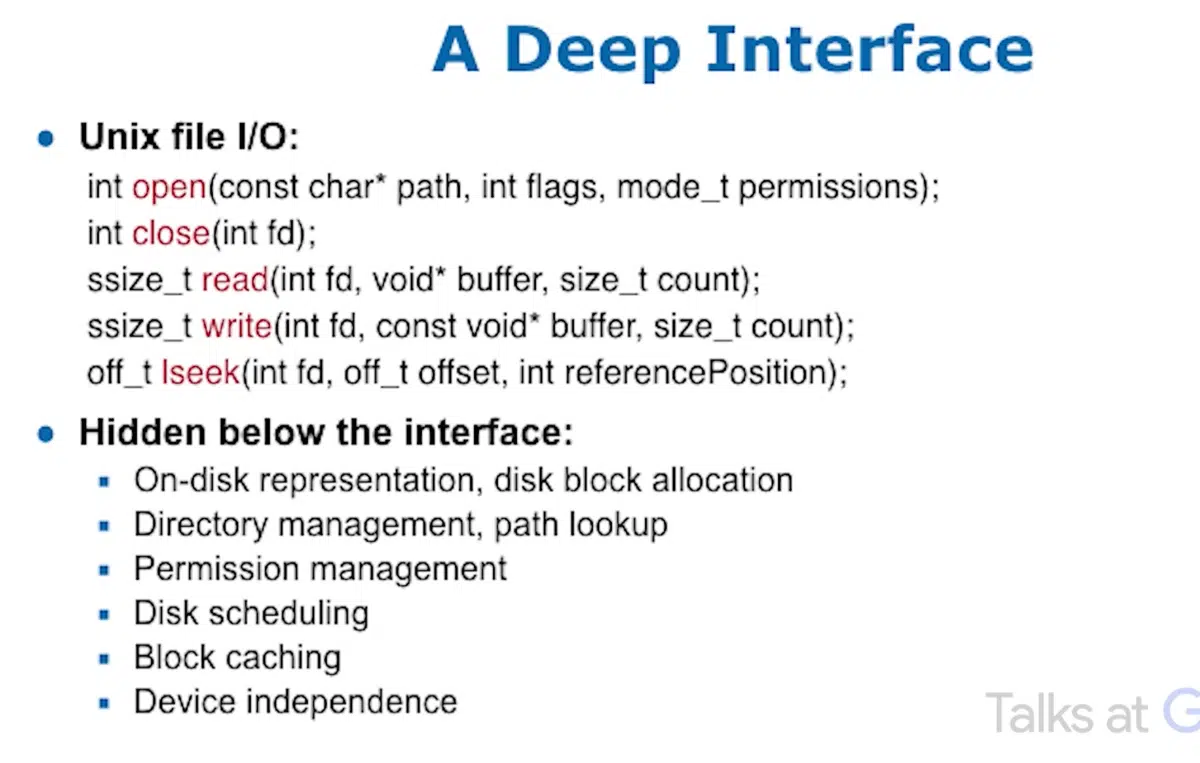 A Deep Interface
● Unix file I/O:
int open(const char* path, int flags, mode_t permissions);
int close(int fd);
ssize_t read(int fd, void* buffer, size_t count);
ssize_t write(int fd, const void* buffer, size_t count);
off_t lseek(int fd, off_t offset, int referencePosition);
● Hidden below the interface:
▪ On-disk representation, disk block allocation
▪ Directory management, path lookup
▪ Permission management
▪ Disk scheduling
▪ Block caching
▪ Device independence
Talks at G